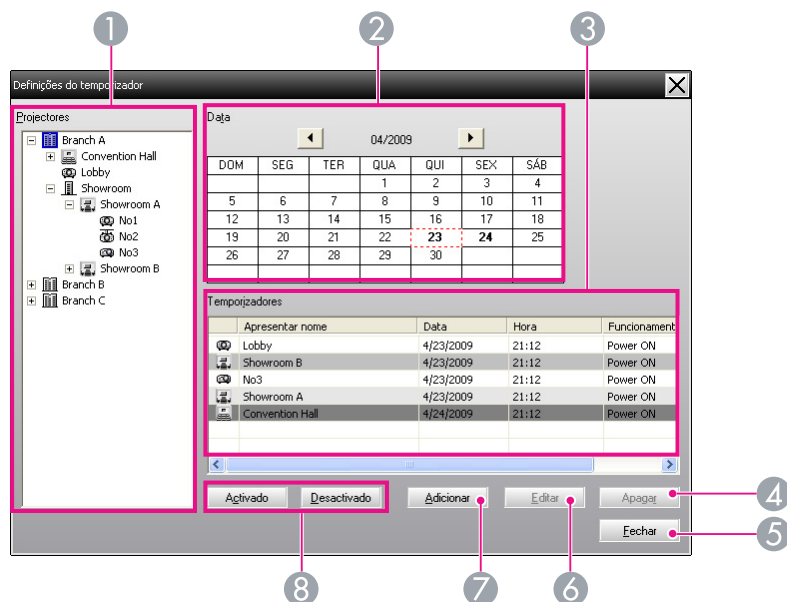 1 2 3
Definições do temporizador
Projectores
Branch A
Convention Hall
Lobby
Showroom
Showroom A
No1
No2
No3
Showroom B
Branch B
Branch C
Data
04/2009
DOM SEG TER QUA QUI SEX SÁB
1 2 3 4
5 6 7 8 9 10 11
12 13 14 15 16 17 18
19 20 21 22 23 24 25
26 27 28 29 30
Temporizadores
Apresentar nome Data Hora Funcionament
Lobby 4/23/2009 21:12 Power ON
Showroom B 4/23/2009 21:12 Power ON
No3 4/23/2009 21:12 Power ON
Showroom A 4/23/2009 21:12 Power ON
Convention Hall 4/24/2009 21:12 Power ON
Activado Desactivado Adicionar Editar Apagar 4
Fechar 5
8 7 6